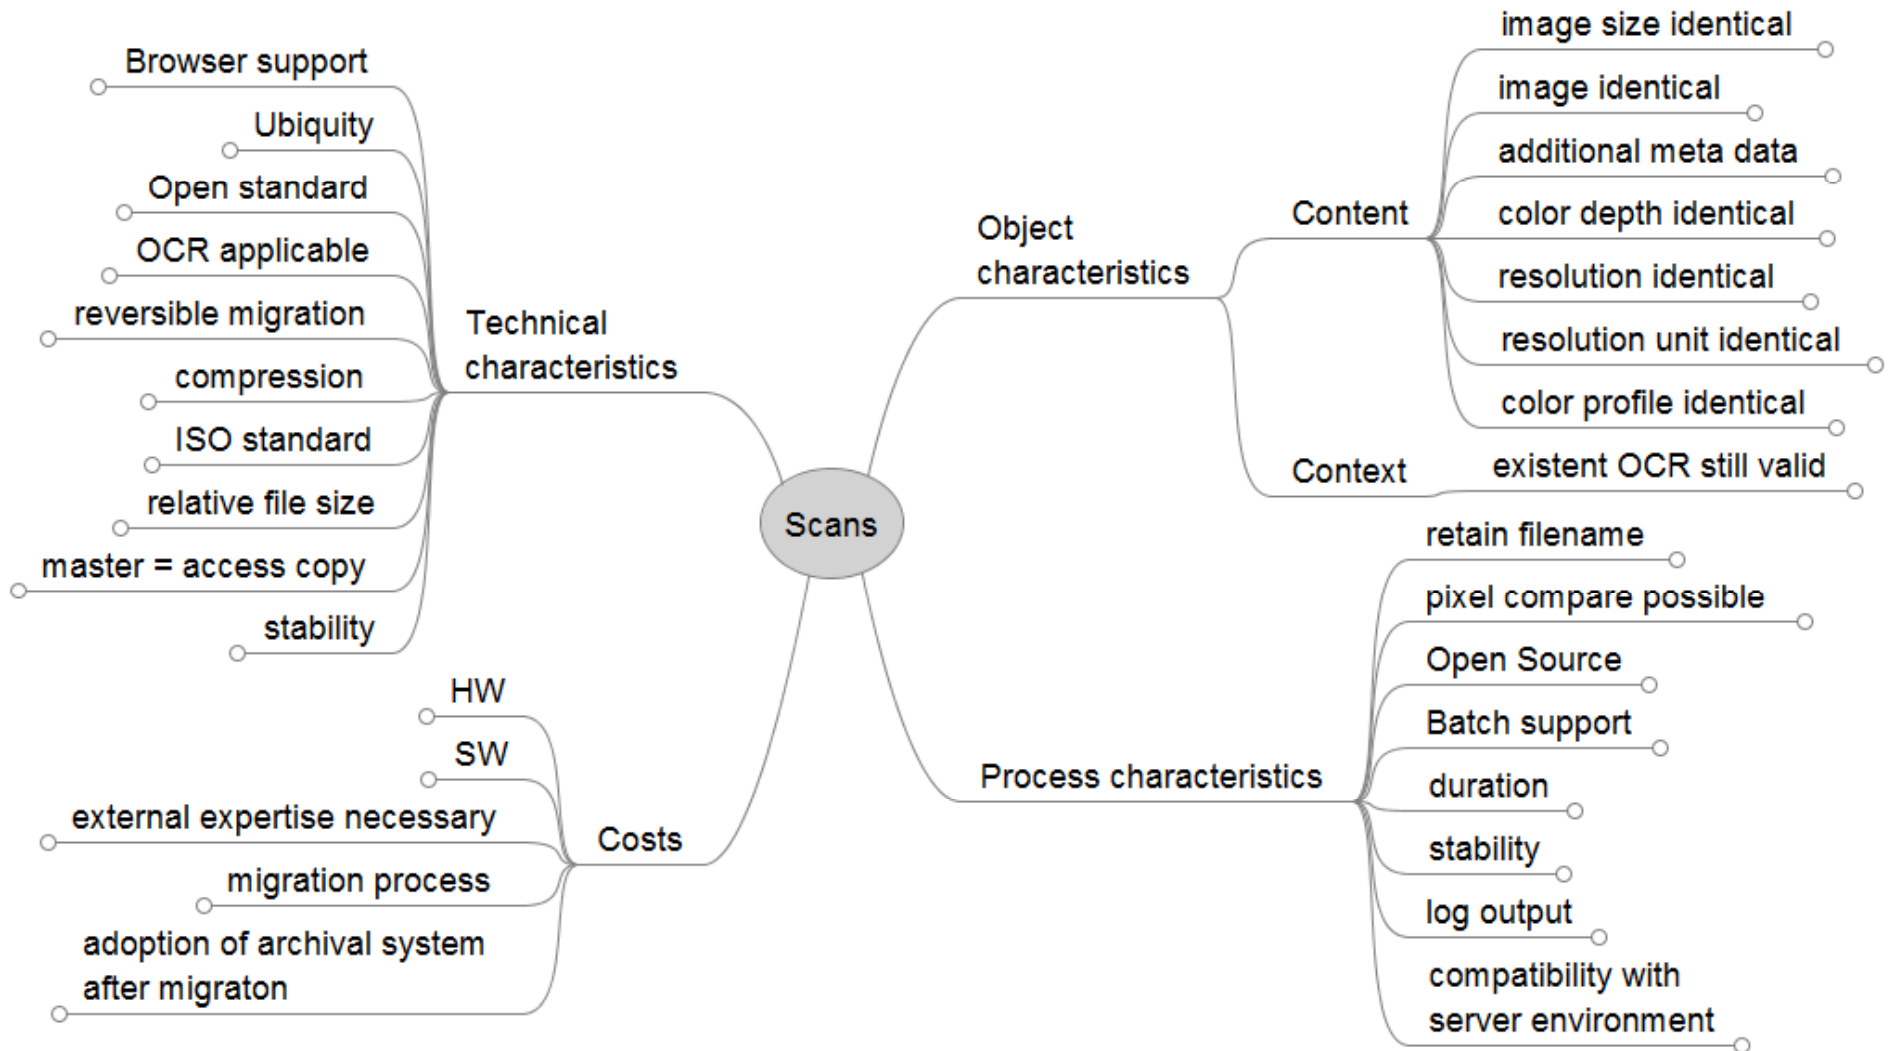 Browser support
Ubiquity
Open standard
OCR applicable
reversible migration
compression
ISO standard
relative file size
master = access copy
stability
Technical
characteristics
HW
SW
external expertise necessary
migration process
adoption of archival system
after migraton
Costs
Scans
Object
characteristics
Content
image size identical
image identical
additional meta data
color depth identical
resolution identical
resolution unit identical
color profile identical
Context
existent OCR still valid
Process characteristics
retain filename
pixel compare possible
Open Source
Batch support
duration
stability
log output
compatibility with
server environment